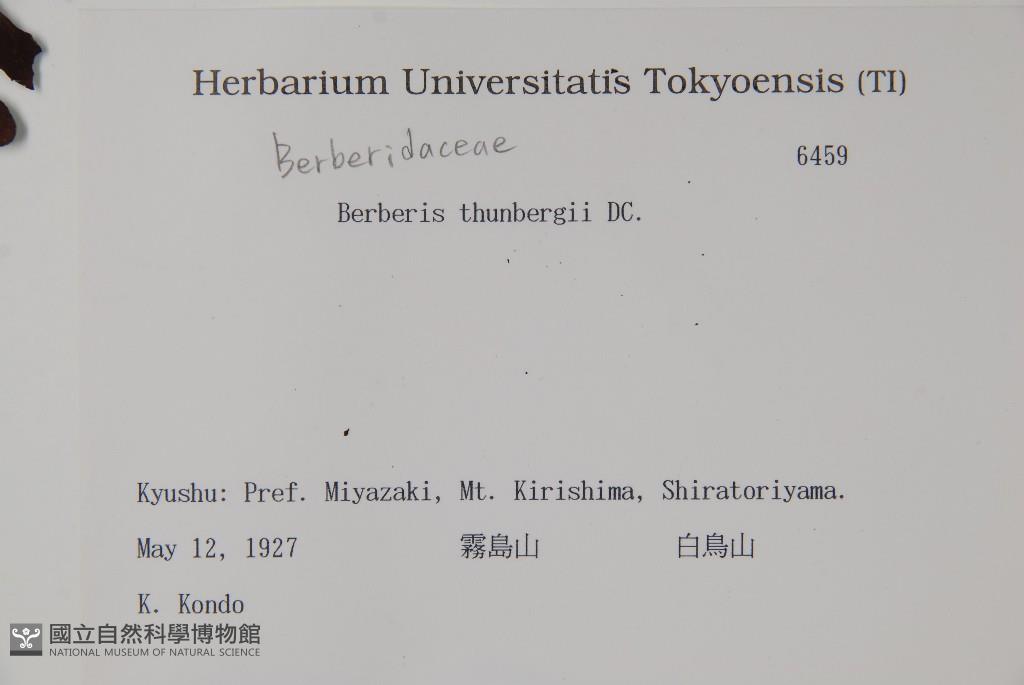 Herbarium Universitatis Tokyoensis (TI)
Berberidaceae
6459
Berberis thunbergii DC.
Kyushu: Pref. Miyazaki, Mt. Kirishima, Shiratoriyama.
May 12, 1927 霧島山 白鳥山
K. Kondo
國立自然科學博物館
NATIONAL MUSEUM OF NATURAL SCIENCE